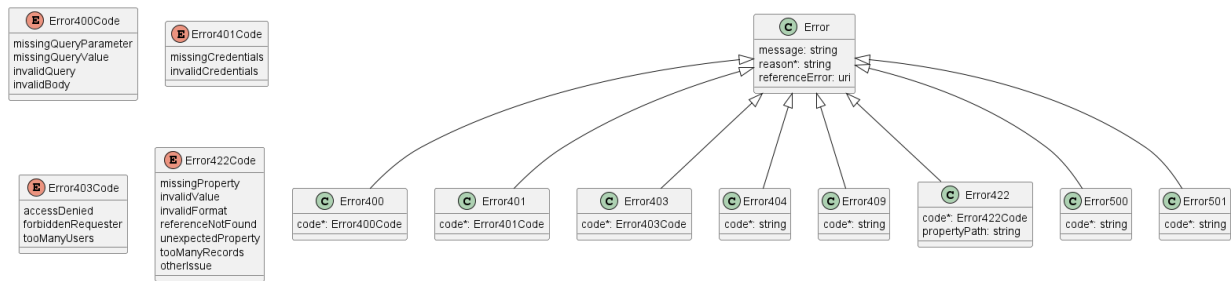 E Error400Code
missingQueryParameter
missingQueryValue
invalidQuery
invalidBody
E Error401Code
missingCredentials
invalidCredentials
C Error
message: string
reason*: string
referenceError: uri
E Error403Code
accessDenied
forbiddenRequester
tooManyUsers
E Error422Code
missingProperty
invalidValue
invalidFormat
referenceNotFound
unexpectedProperty
tooManyRecords
otherIssue
C Error400
code*: Error400Code
C Error401
code*: Error401Code
C Error403
code*: Error403Code
C Error404
code*: string
C Error409
code*: string
C Error422
code*: Error422Code
propertyPath: string
C Error500
code*: string
C Error501
code*: string